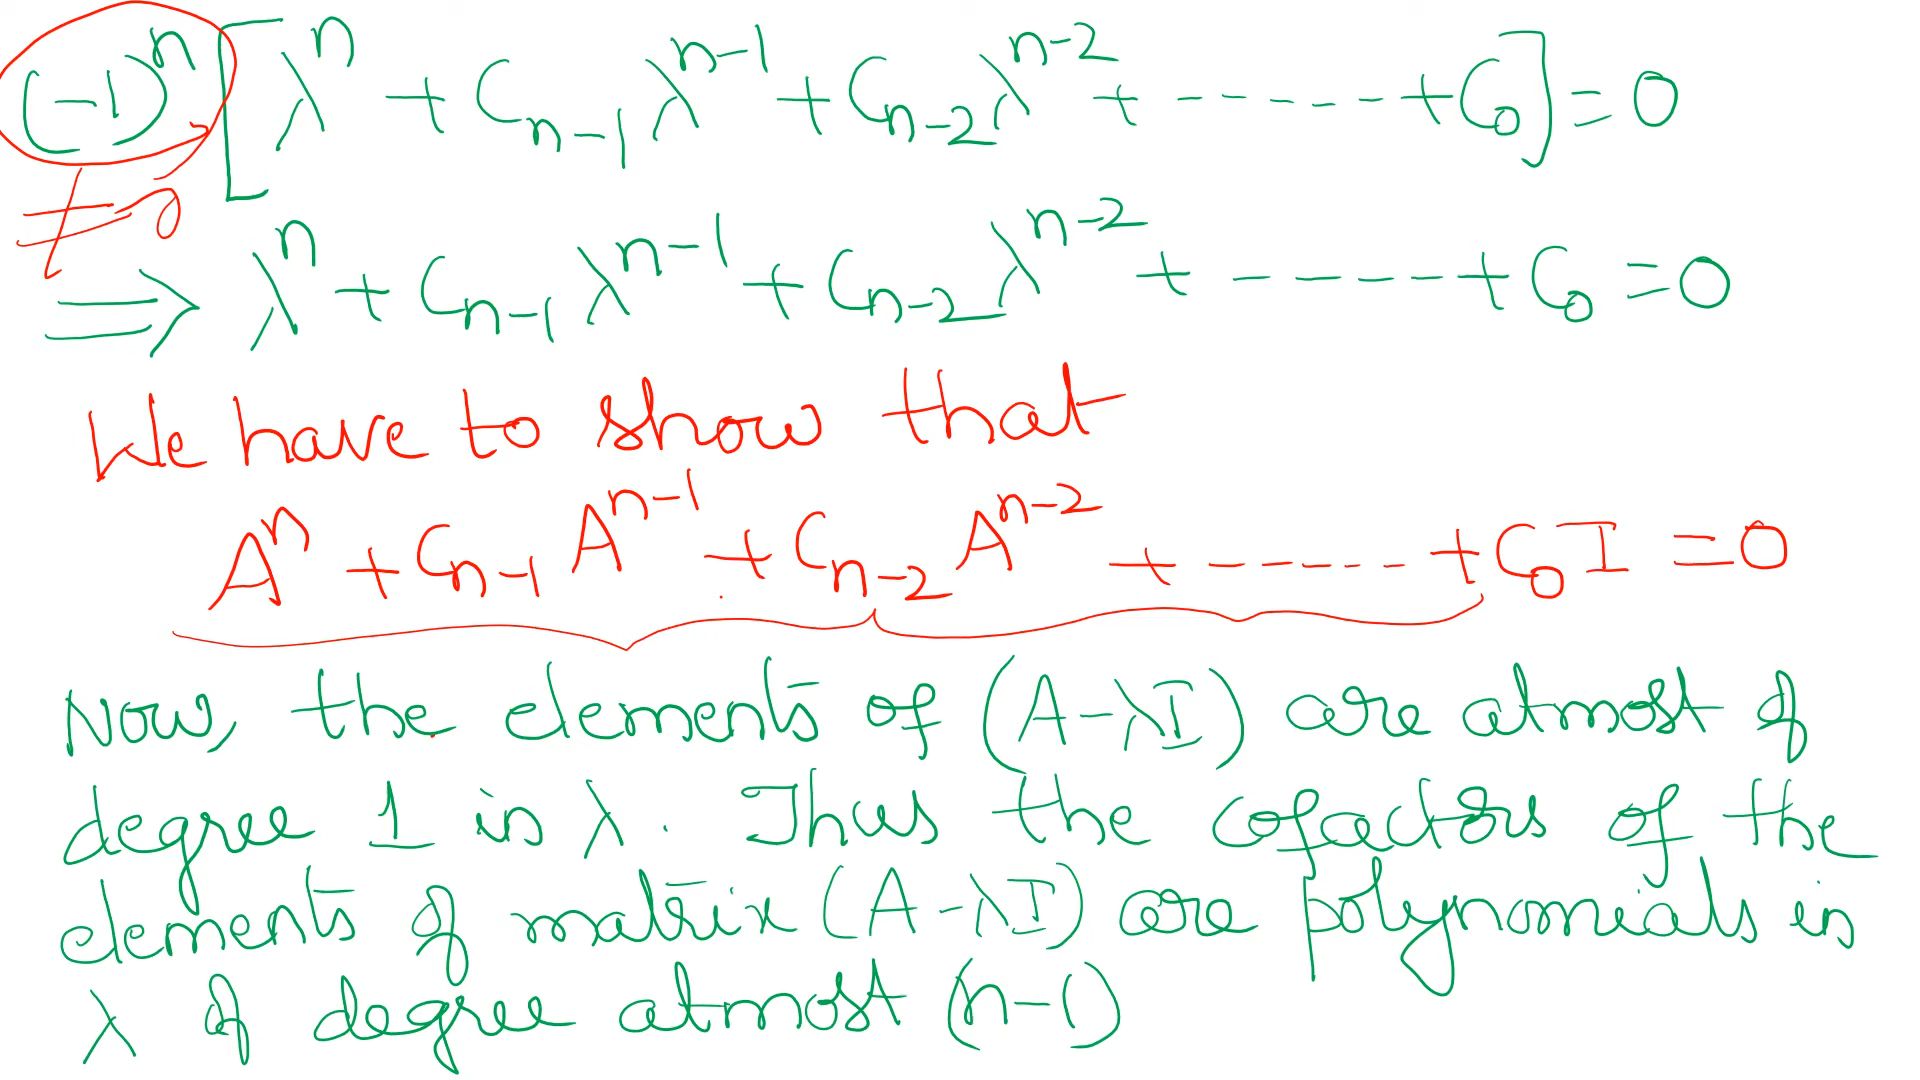 (-1)^n [λ^n + C_{n-1} λ^{n-1} + C_{n-2} λ^{n-2} + ------ + C_0] = 0
≠ 0
⇒ λ^n + C_{n-1} λ^{n-1} + C_{n-2} λ^{n-2} + ------ + C_0 = 0
We have to show that
A^n + C_{n-1} A^{n-1} + C_{n-2} A^{n-2} + ------ + C_0 I = 0
Now, the elements of (A-λI) are atmost of
degree 1 is λ. Thus the cofactors of the
elements of matrix (A-λI) are polynomials in
λ of degree atmost (n-1)